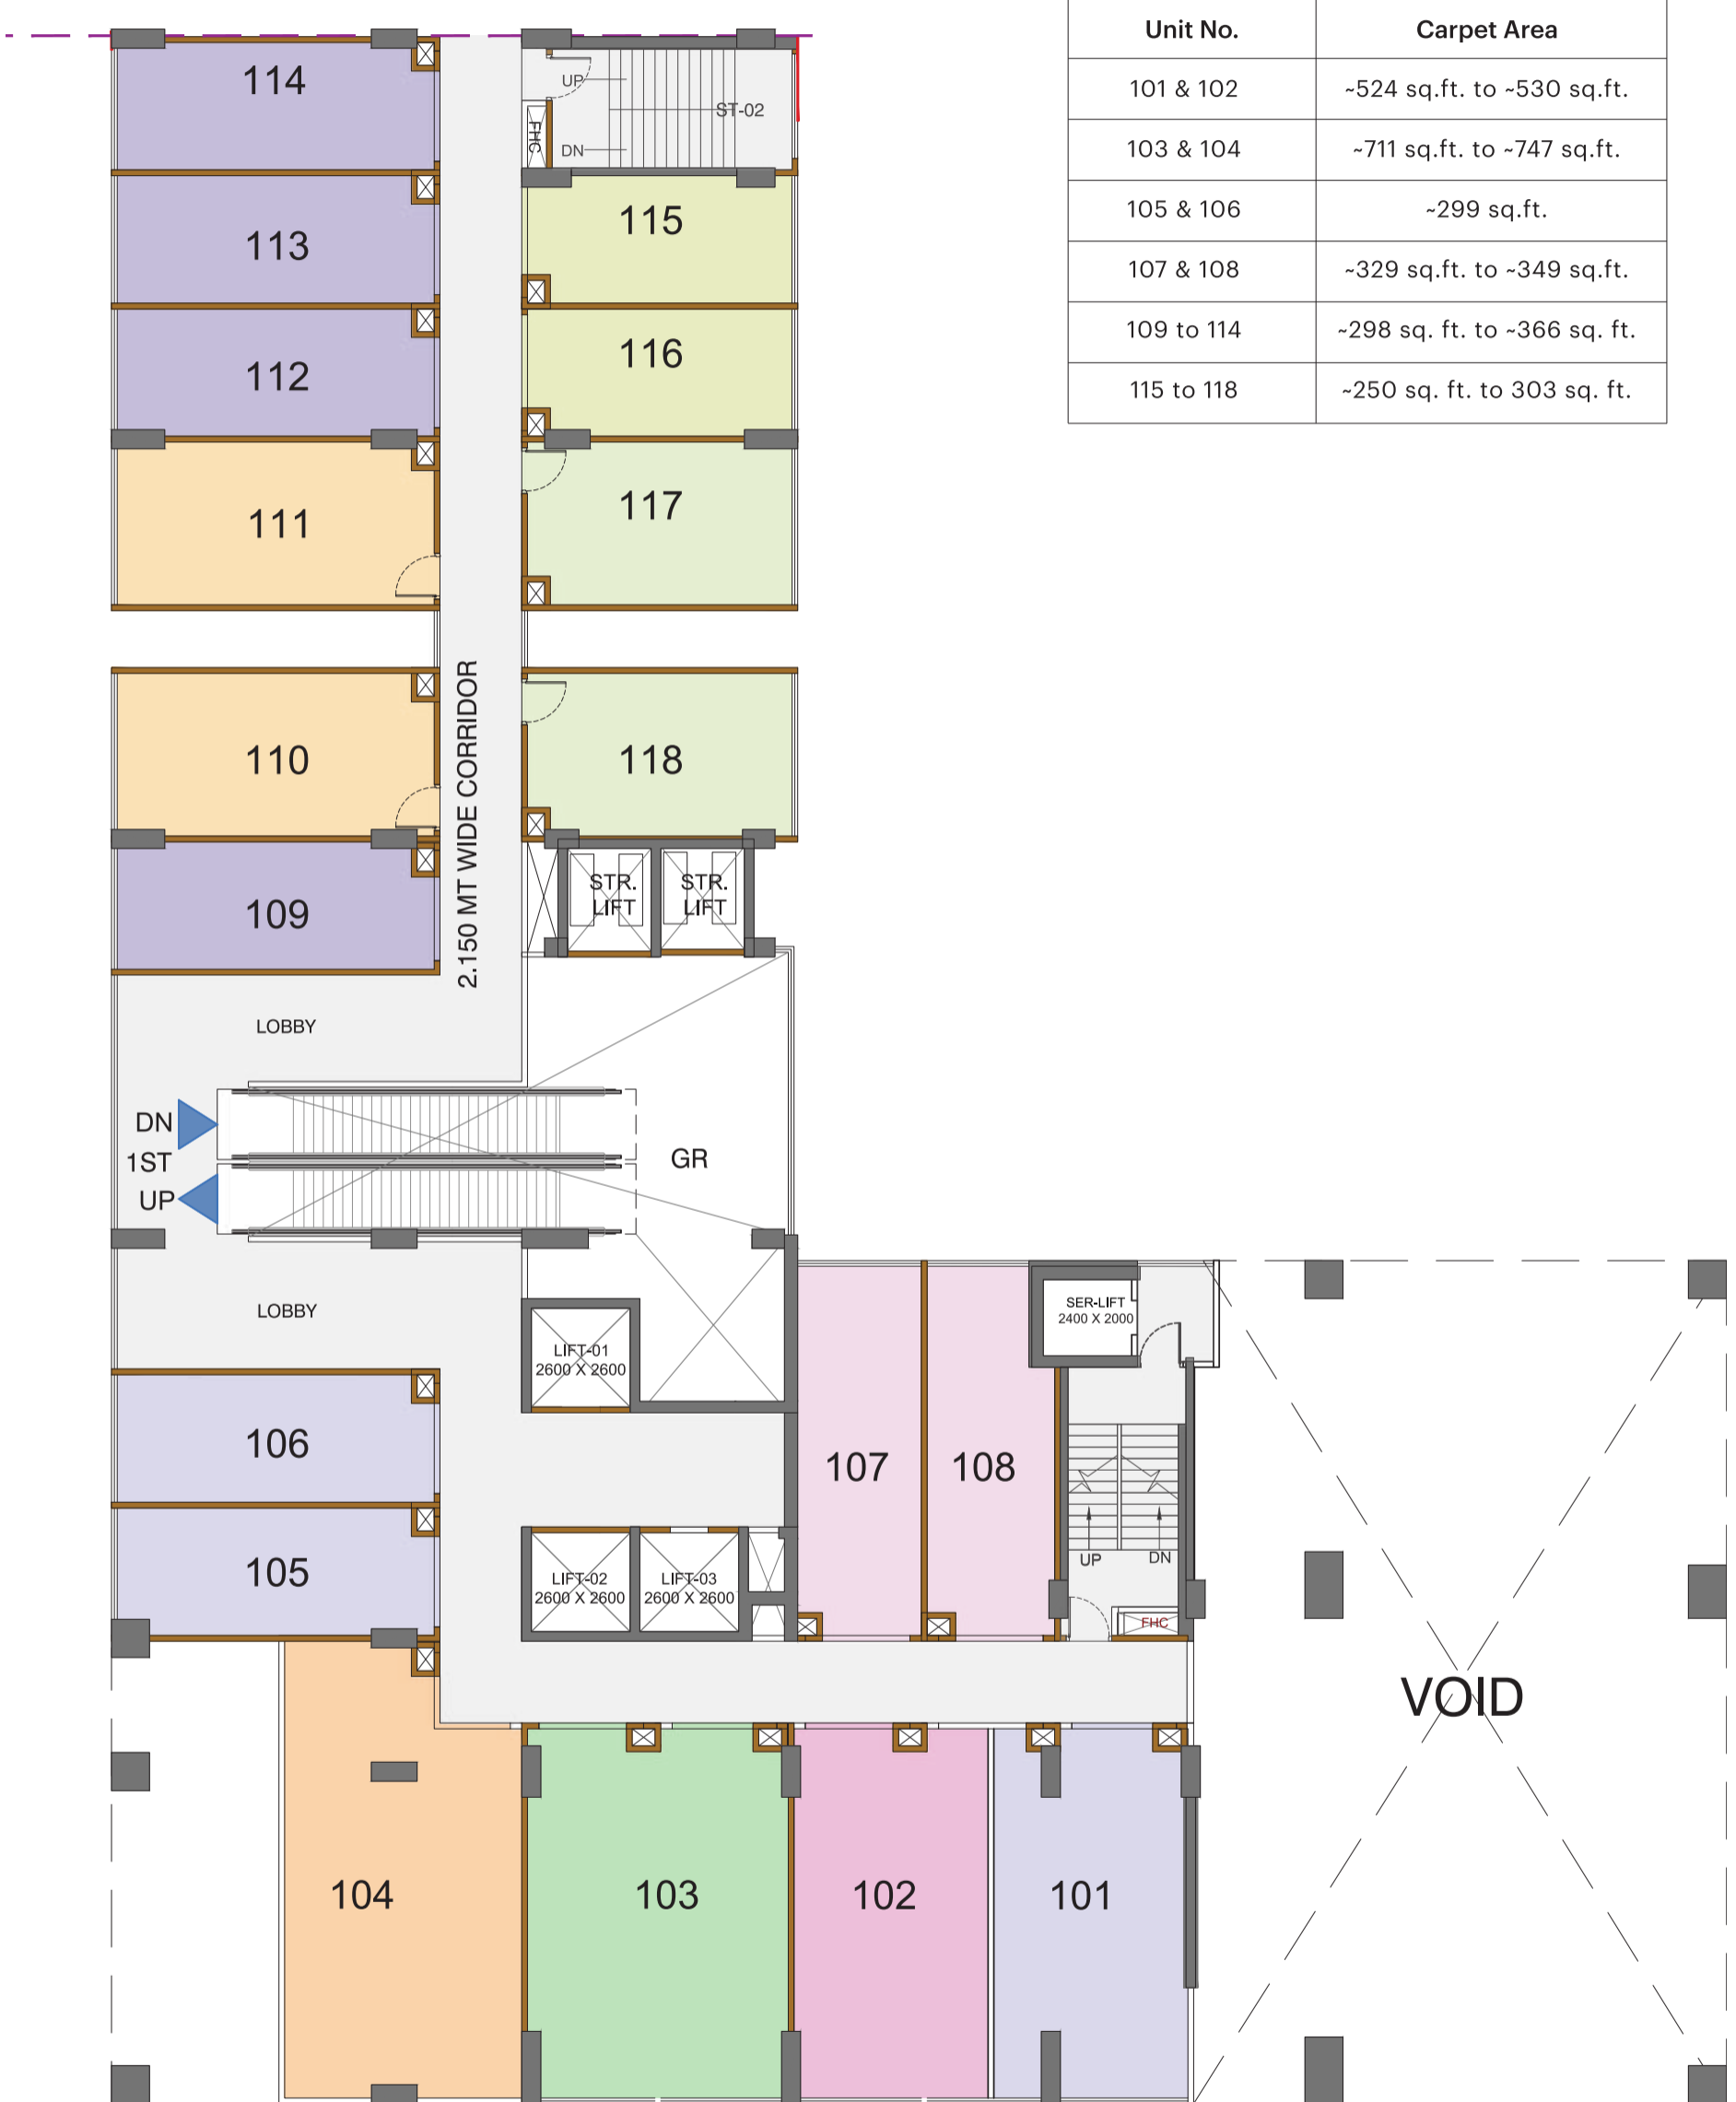 Unit No. Carpet Area
101 & 102 ~524 sq.ft. to ~530 sq.ft.
103 & 104 ~711 sq.ft. to ~747 sq.ft.
105 & 106 ~299 sq.ft.
107 & 108 ~329 sq.ft. to ~349 sq.ft.
109 to 114 ~298 sq. ft. to ~366 sq. ft.
115 to 118 ~250 sq. ft. to 303 sq. ft.
114
UP
ST-02
FHC
DN
113
115
112
116
111
117
2.150 MT WIDE CORRIDOR
110
118
109
STR.
LIFT
STR.
LIFT
LOBBY
DN
1ST
UP
GR
LOBBY
LIFT-01
2600 X 2600
SER-LIFT
2400 X 2000
106
107
108
105
LIFT-02
2600 X 2600
LIFT-03
2600 X 2600
UP
DN
FHC
VOID
104
103
102
101